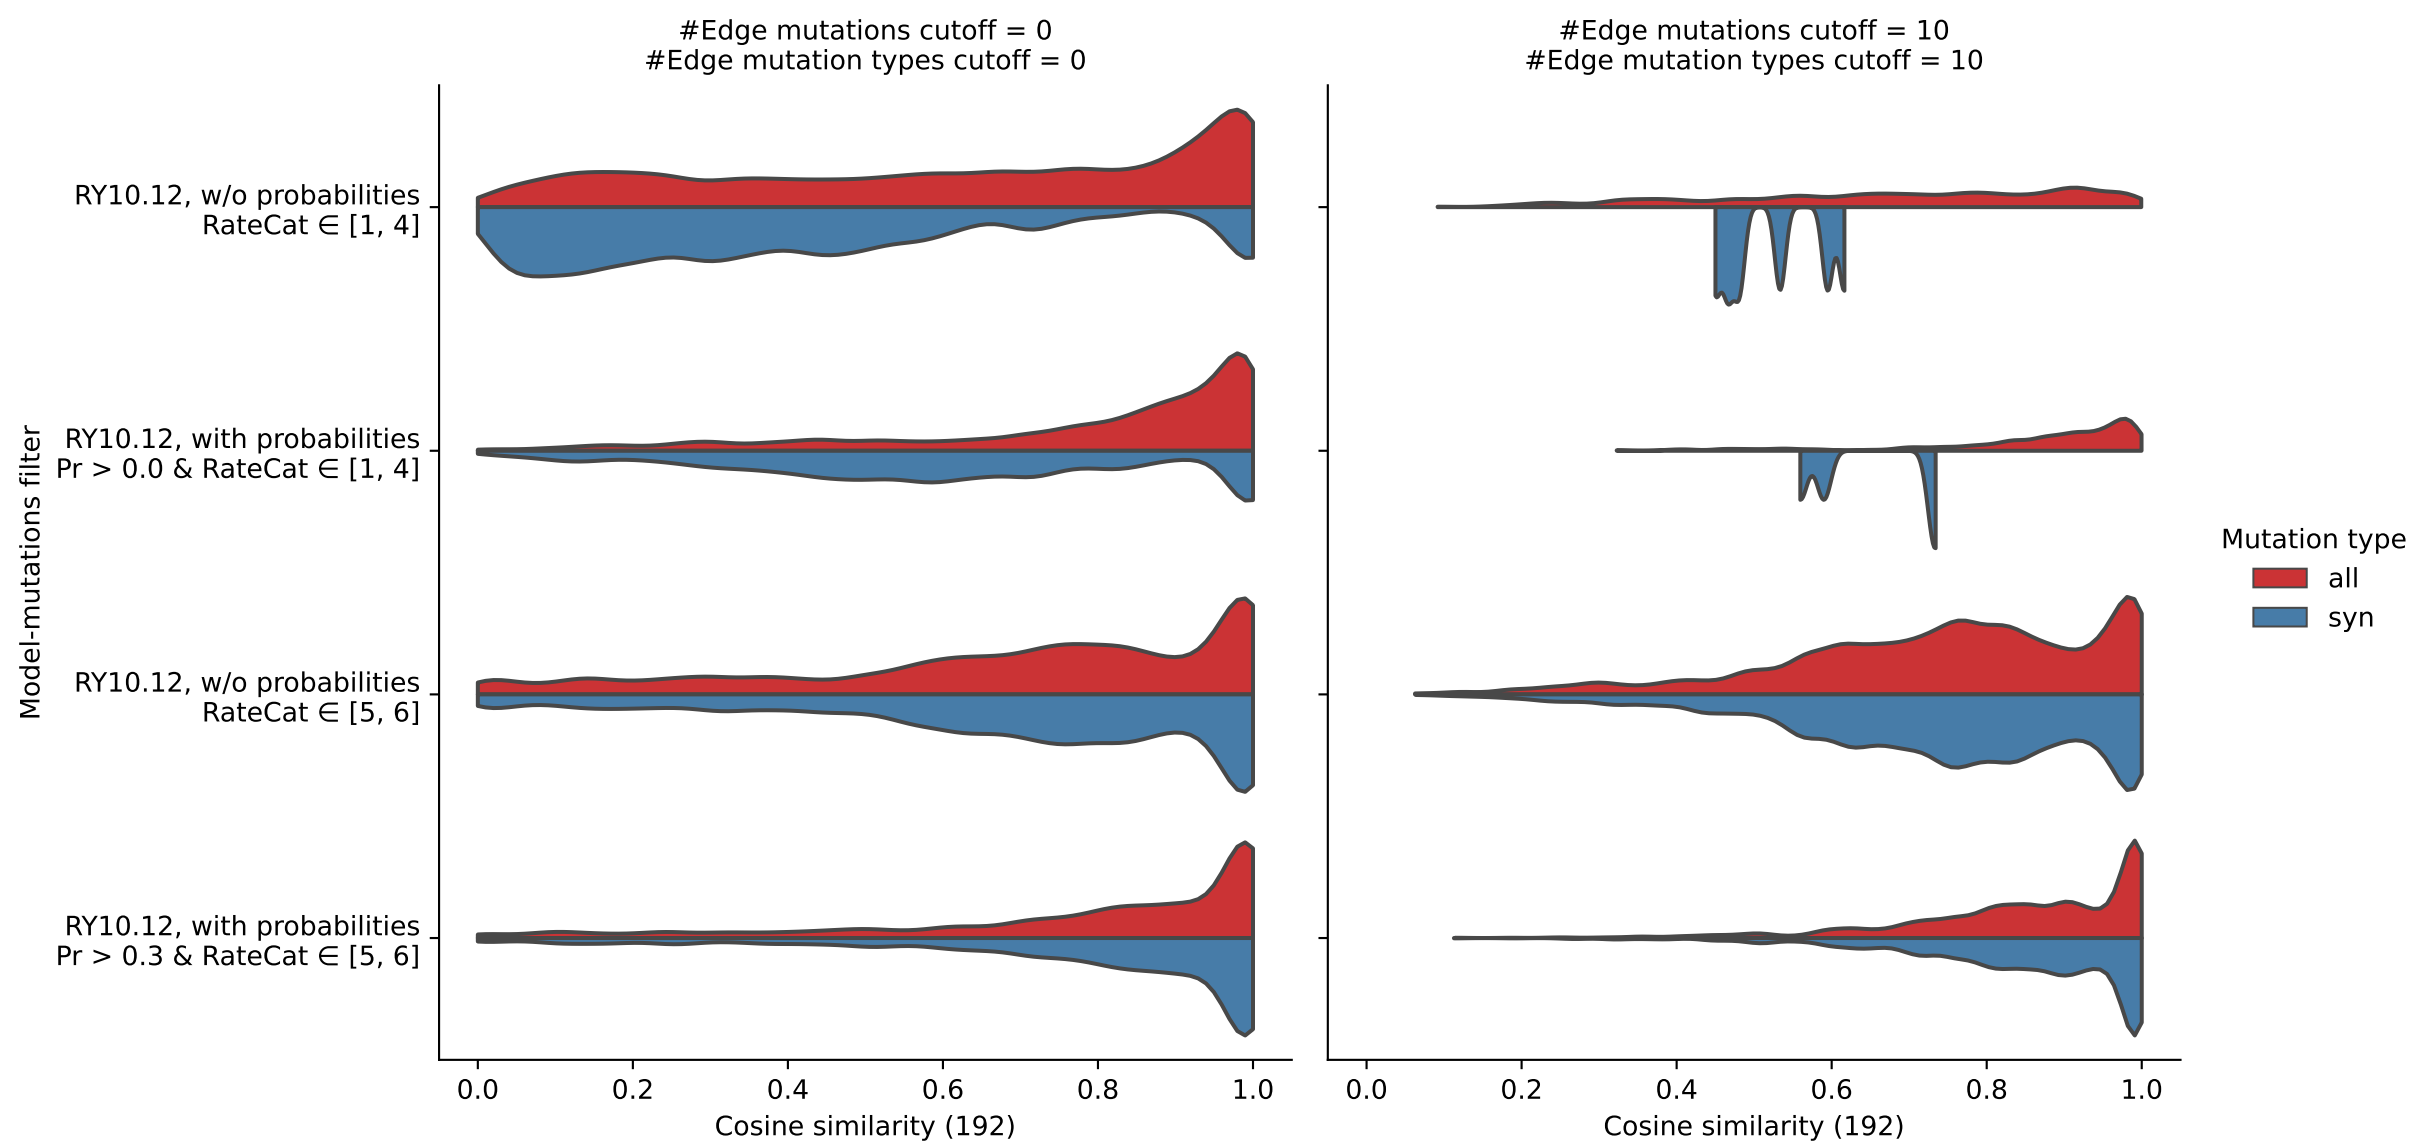 #Edge mutations cutoff = 0
#Edge mutation types cutoff = 0
#Edge mutations cutoff = 10
#Edge mutation types cutoff = 10
Model-mutations filter
RY10.12, w/o probabilities
RateCat ∈ [1, 4]
RY10.12, with probabilities
Pr > 0.0 & RateCat ∈ [1, 4]
RY10.12, w/o probabilities
RateCat ∈ [5, 6]
RY10.12, with probabilities
Pr > 0.3 & RateCat ∈ [5, 6]
0.0 0.2 0.4 0.6 0.8 1.0
Cosine similarity (192)
0.0 0.2 0.4 0.6 0.8 1.0
Cosine similarity (192)
Mutation type
all
syn